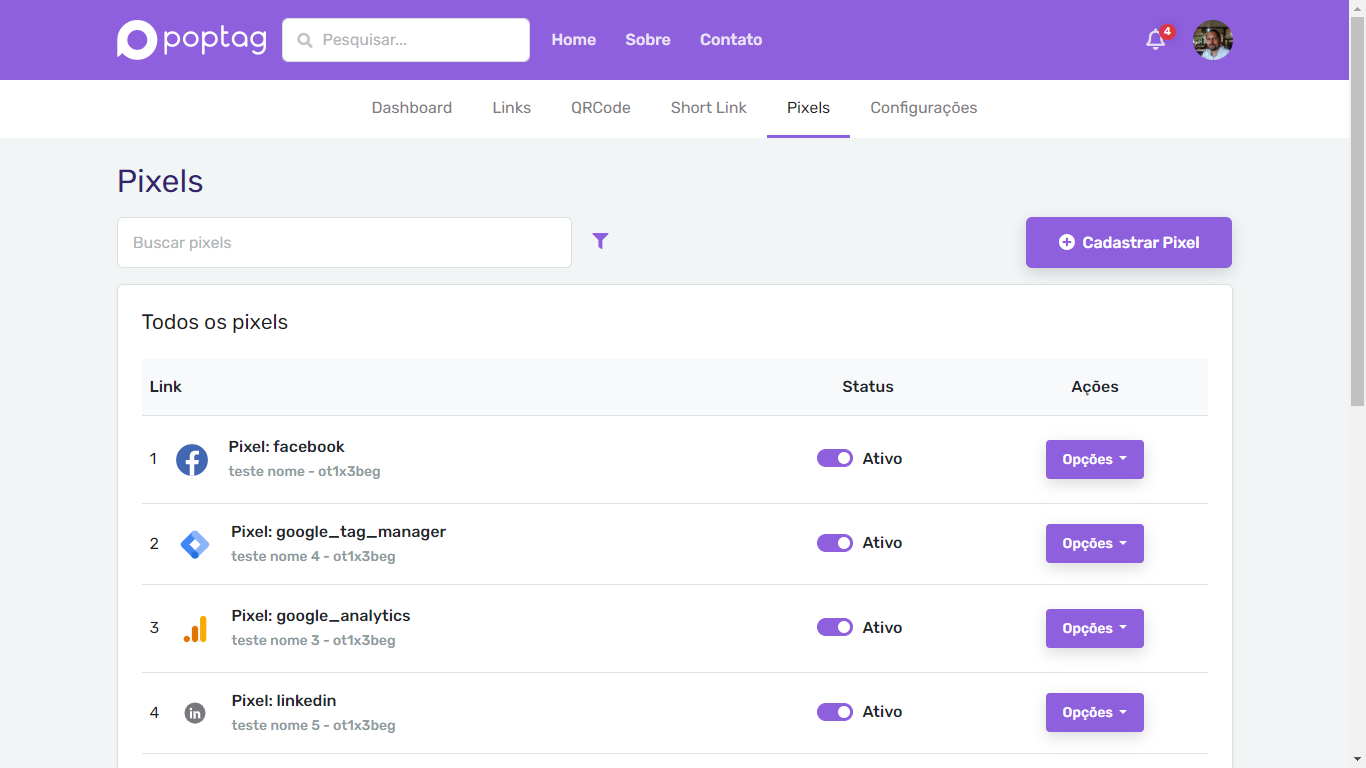 poptag
Pesquisar...
Home
Sobre
Contato
4
Dashboard
Links
QRCode
Short Link
Pixels
Configurações
Pixels
Buscar pixels
Cadastrar Pixel
Todos os pixels
Link
Status
Ações
1
Pixel: facebook
teste nome - ot1x3beg
Ativo
Opções
2
Pixel: google_tag_manager
teste nome 4 - ot1x3beg
Ativo
Opções
3
Pixel: google_analytics
teste nome 3 - ot1x3beg
Ativo
Opções
4
in
Pixel: linkedin
teste nome 5 - ot1x3beg
Ativo
Opções